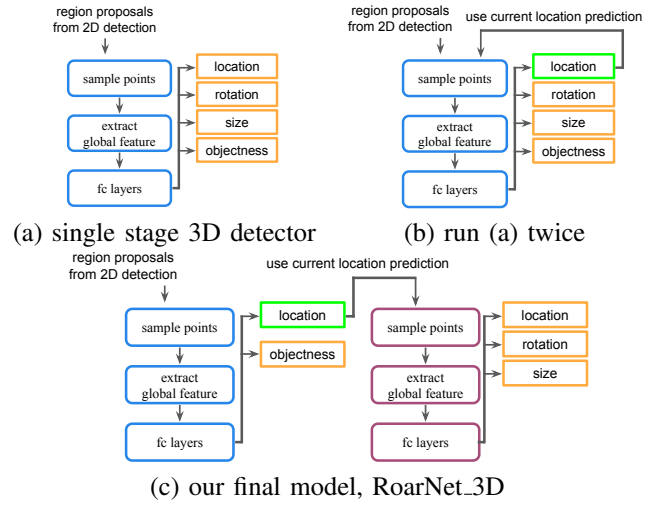 region proposals
from 2D detection
sample points
extract
global feature
fc layers
location
rotation
size
objectness
(a) single stage 3D detector
region proposals
from 2D detection
use current location prediction
sample points
extract
global feature
fc layers
location
rotation
size
objectness
(b) run (a) twice
region proposals
from 2D detection
use current location prediction
sample points
extract
global feature
fc layers
location
objectness
sample points
extract
global feature
fc layers
location
rotation
size
(c) our final model, RoarNet_3D